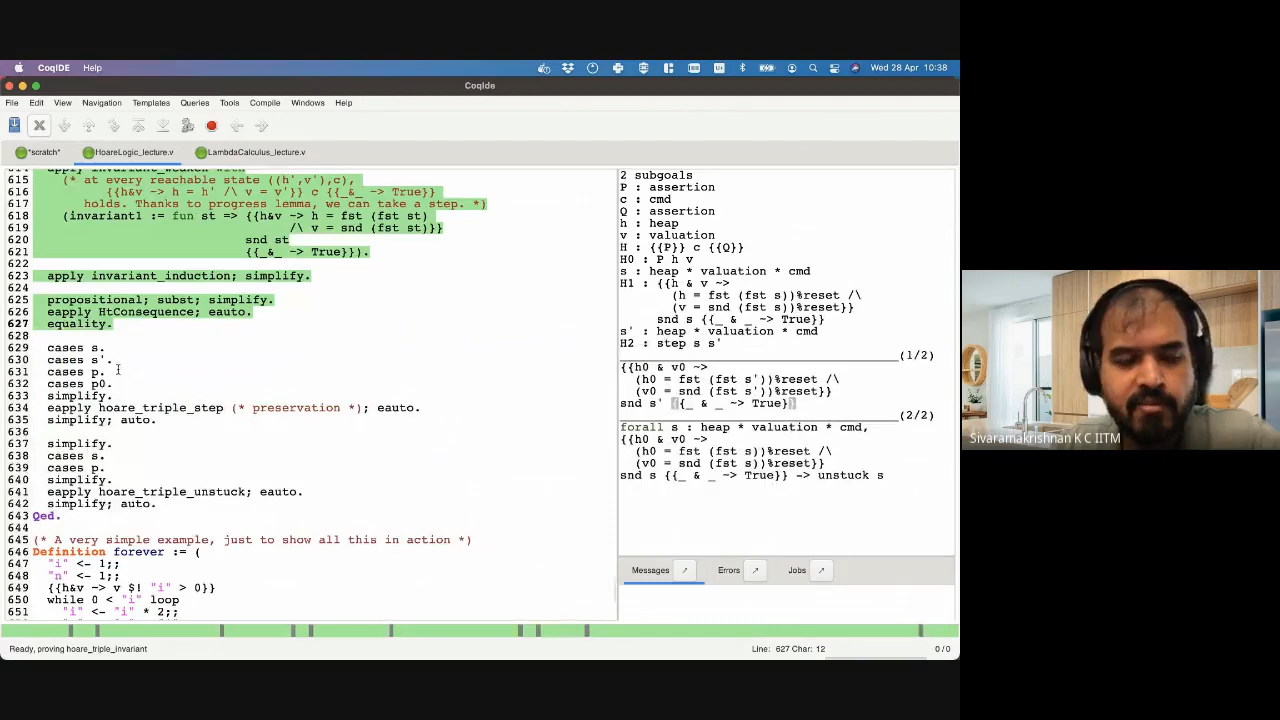 CoqIDE Help
Wed 28 Apr 10:38
CoqIde
File Edit View Navigation Templates Queries Tools Compile Windows Help
*scratch* HoareLogic_lecture.v LambdaCalculus_lecture.v
615 (* at every reachable state ((h',v'),c),
616 {{h&v ~> h = h' /\ v = v'}} c {{_&_ ~> True}}
617 holds. Thanks to progress lemma, we can take a step. *)
618 (invariant1 := fun st => {{h&v ~> h = fst (fst st)
619 /\ v = snd (fst st)}}
620 snd st
621 {{_&_ ~> True}}).
622
623 apply invariant_induction; simplify.
624
625 propositional; subst; simplify.
626 eapply HtConsequence; eauto.
627 equality.
628
629 cases s.
630 cases s'.
631 cases p.
632 cases p0.
633 simplify.
634 eapply hoare_triple_step (* preservation *); eauto.
635 simplify; auto.
636
637 simplify.
638 cases s.
639 cases p.
640 simplify.
641 eapply hoare_triple_unstuck; eauto.
642 simplify; auto.
643 Qed.
644
645 (* A very simple example, just to show all this in action *)
646 Definition forever := (
647 "i" <- 1;;
648 "n" <- 1;;
649 {{h&v ~> v $! "i" > 0}}
650 while 0 < "i" loop
651 "i" <- "i" * 2;;
2 subgoals
P : assertion
c : cmd
Q : assertion
h : heap
v : valuation
H : {{P}} c {{Q}}
H0 : P h v
s : heap * valuation * cmd
H1 : {{h & v ~>
(h = fst (fst s))%reset /\
(v = snd (fst s))%reset}}
snd s {{_ & _ ~> True}}
s' : heap * valuation * cmd
H2 : step s s'
(1/2)
{{h0 & v0 ~>
(h0 = fst (fst s'))%reset /\
(v0 = snd (fst s'))%reset}}
snd s' {{_ & _ ~> True}}
(2/2)
forall s : heap * valuation * cmd,
{{h0 & v0 ~>
(h0 = fst (fst s))%reset /\
(v0 = snd (fst s))%reset}}
snd s {{_ & _ ~> True}} -> unstuck s
Messages Errors Jobs
Ready, proving hoare_triple_invariant
Line: 627 Char: 12
0 / 0
Sivaramakrishnan K C IITM